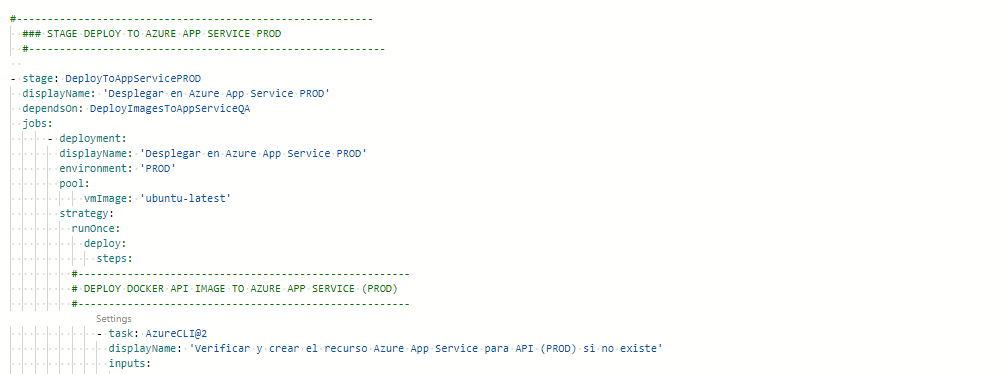 #----------------------------------------------------------
### STAGE DEPLOY TO AZURE APP SERVICE PROD
#----------------------------------------------------------
- stage: DeployToAppServicePROD
displayName: 'Desplegar en Azure App Service PROD'
dependsOn: DeployImagesToAppServiceQA
jobs:
- deployment:
displayName: 'Desplegar en Azure App Service PROD'
environment: 'PROD'
pool:
vmImage: 'ubuntu-latest'
strategy:
runOnce:
deploy:
steps:
#------------------------------------------------------
# DEPLOY DOCKER API IMAGE TO AZURE APP SERVICE (PROD)
#------------------------------------------------------
Settings
- task: AzureCLI@2
displayName: 'Verificar y crear el recurso Azure App Service para API (PROD) si no existe'
inputs: